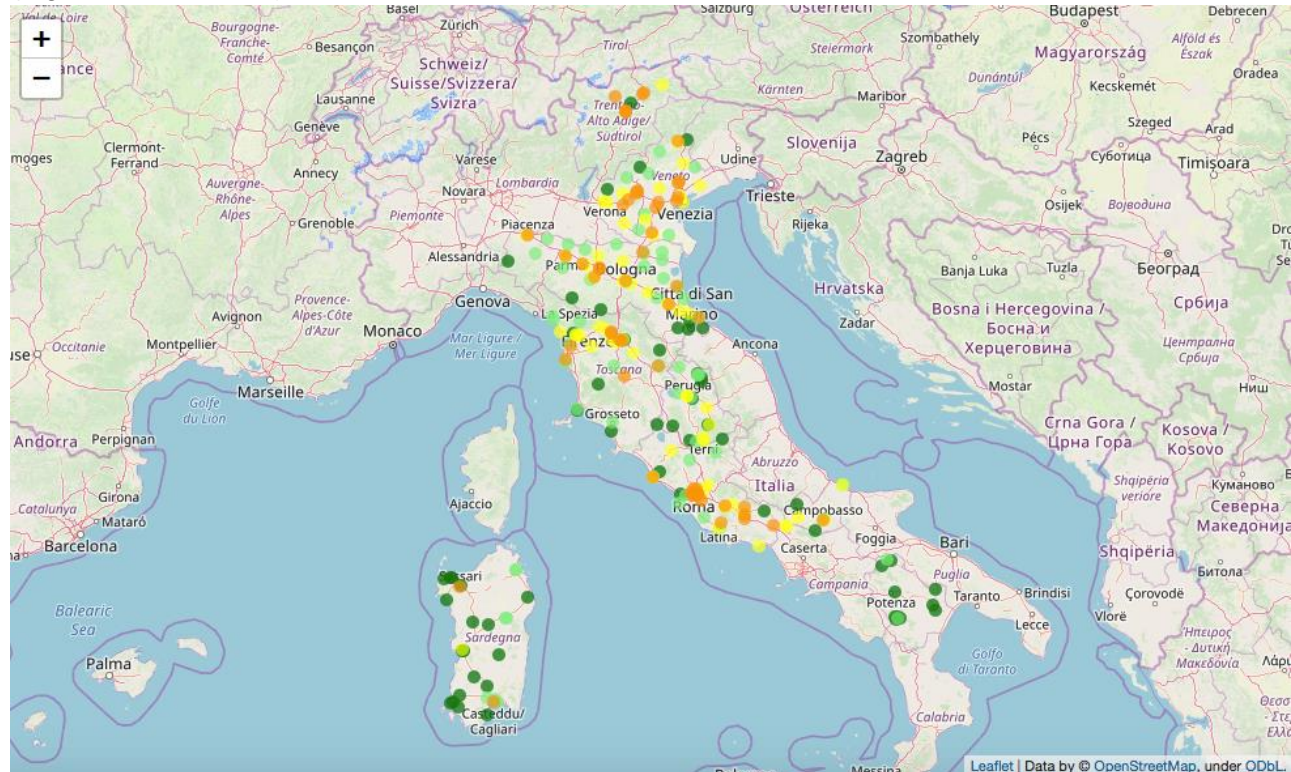 Basel
Salzburg
Österreich
Budapest
Debrecen
Val de Loire
Bourgogne-
Franche-
Comté
Zürich
+
−
Besançon
Tirol
Steiermark
Szombathely
Magyarország
Alföld és
Észak
Schweiz/
Suisse/Svizzera/
Svizra
Kärnten
Dunántúl
Kecskemét
Oradea
Lausanne
Maribor
Genève
Alto Adige/
Südtirol
Szeged
Arad
Slovenija
Pécs
Clermont-
Ferrand
Annecy
Varese
Udine
Zagreb
Суботица
Timișoara
Auvergne-
Rhône-
Alpes
Novara
Lombardia
Veneto
Trieste
Osijek
Војводина
Grenoble
Piemonte
Piacenza
Verona
Venezia
Rijeka
Alessandria
Banja Luka
Tuzla
Београд
Genova
Città di San
Marino
Hrvatska
Bosna i Hercegovina /
Босна и
Херцеговина
Србија
Provence-
Alpes-Côte
d'Azur
Avignon
La Spezia
Zadar
Monaco
Mar Ligure /
Mer Ligure
Firenze
Ancona
Централна
Србија
Occitanie
Montpellier
Toscana
Marseille
Perugia
Mostar
Ниш
Golfe
du Lion
Grosseto
Crna Gora /
Црна Гора
Kosova /
Kosovo
Andorra
Perpignan
Terni
Abruzzo
Italia
Girona
Ajaccio
Shqipëria
veriore
Куманово
Catalunya
Mataró
Roma
Campobasso
Северна
Македонија
Barcelona
Latina
Caserta
Foggia
Bari
Shqipëria
Битола
Sassari
Campania
Puglia
Balearic
Sea
Potenza
Taranto
Brindisi
Çorovodë
Lecce
Vlorë
Sardegna
Palma
Golfo
di Taranto
Ήπειρος
- Δυτική
Μακεδονία
Casteddu/
Cagliari
Calabria
Messina
Leaflet | Data by © OpenStreetMap, under ODbL.